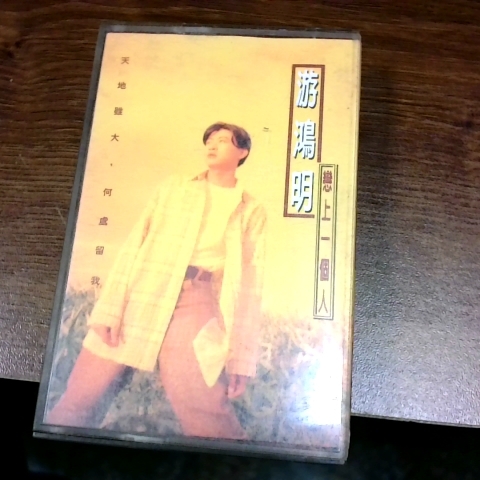 游鴻明
戀上一個人
天地雖大，何處留我